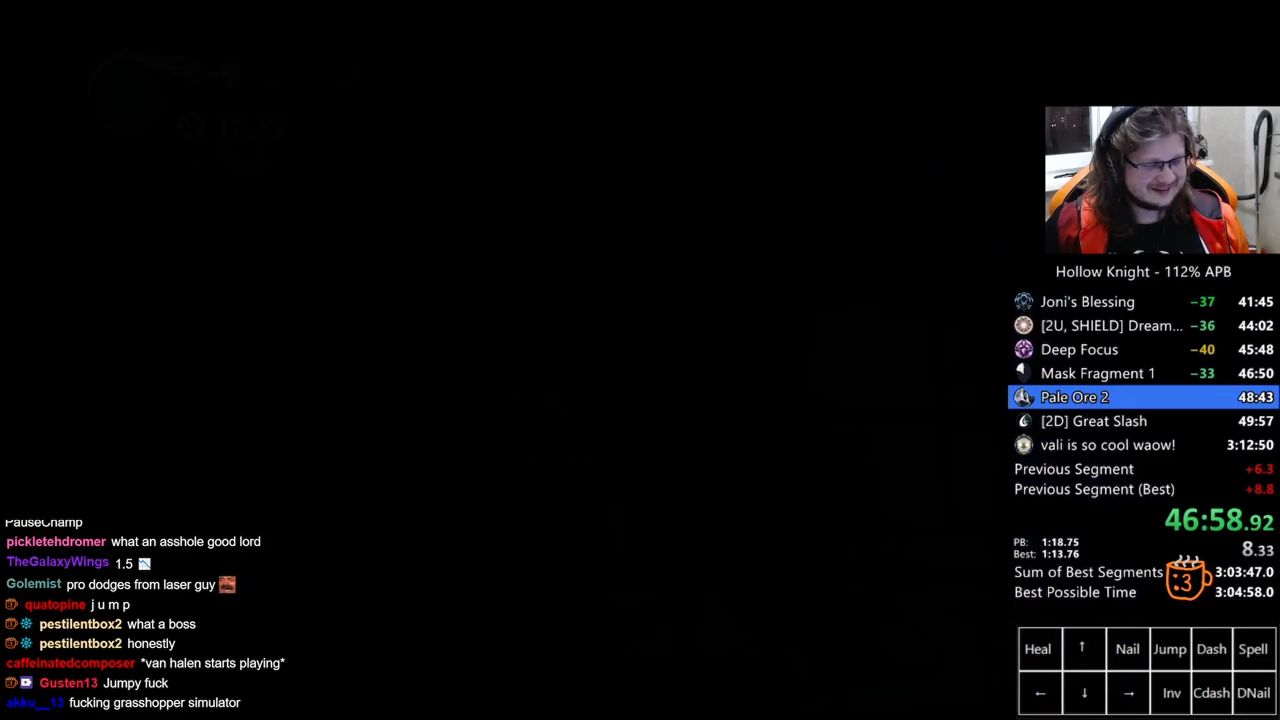 1828
Hollow Knight - 112% APB
Joni's Blessing -37 41:45
[2U, SHIELD] Dream... -36 44:02
Deep Focus -40 45:48
Mask Fragment 1 -33 46:50
Pale Ore 2 48:43
[2D] Great Slash 49:57
vali is so cool waow! 3:12:50
Previous Segment +6.3
Previous Segment (Best) +8.8
46:58.92
PB: 1:18.75 8.33
Best: 1:13.76
Sum of Best Segments 3:03:47.0
Best Possible Time 3:04:58.0
:3
Heal ↑ Nail Jump Dash Spell
← ↓ → Inv Cdash DNail
PauseChamp
pickletehdromer what an asshole good lord
TheGalaxyWings 1.5
Golemist pro dodges from laser guy
quatopine j u m p
pestilentbox2 what a boss
pestilentbox2 honestly
caffeinatedcomposer *van halen starts playing*
Gusten13 Jumpy fuck
akku__13 fucking grasshopper simulator